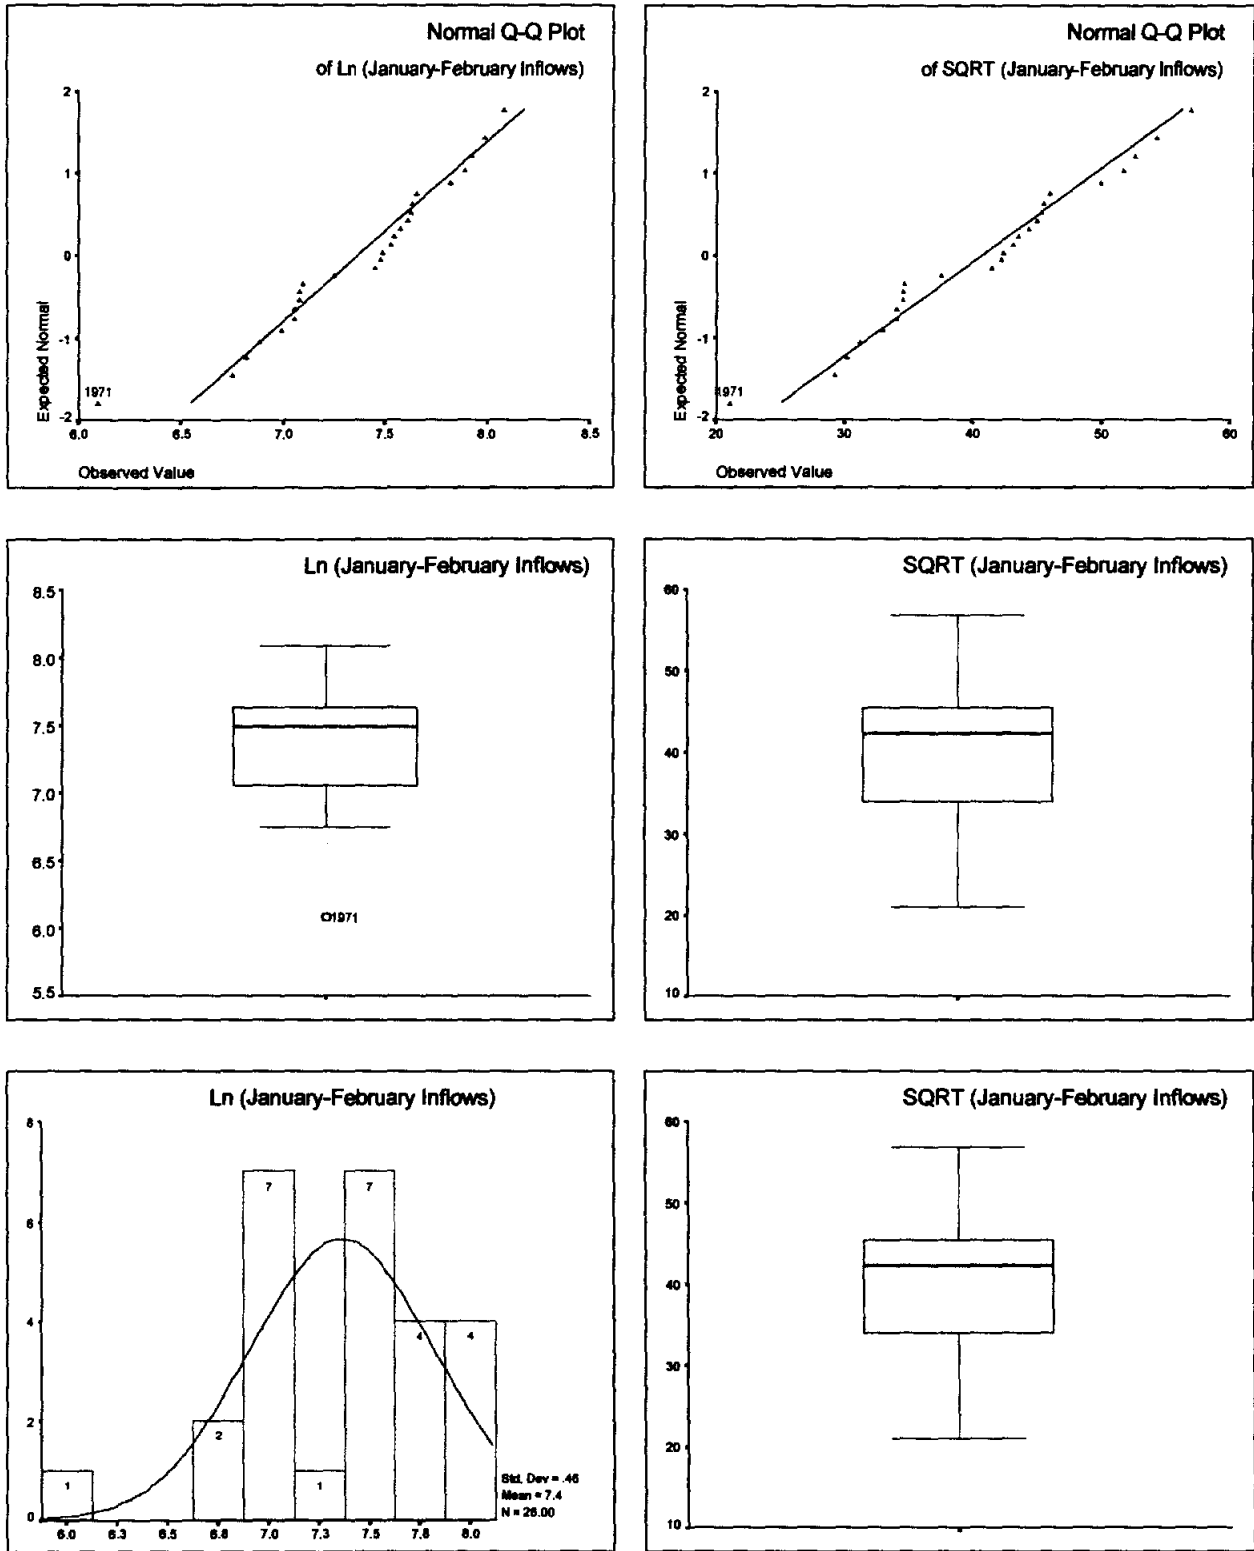 Normal Q-Q Plot
of Ln (January-February Inflows)
2
1
0
-1
-2
Expected Normal
1971
6.0 6.5 7.0 7.5 8.0 8.5
Observed Value
Normal Q-Q Plot
of SQRT (January-February Inflows)
2
1
0
-1
-2
Expected Normal
1971
20 30 40 50 60
Observed Value
Ln (January-February Inflows)
8.5
8.0
7.5
7.0
6.5
6.0
5.5
1971
SQRT (January-February Inflows)
60
50
40
30
20
10
Ln (January-February Inflows)
8
6
4
2
0
1
2
7
1
7
4
4
6.0 6.3 6.5 6.8 7.0 7.3 7.5 7.8 8.0
Std. Dev = .46
Mean = 7.4
N = 26.00
SQRT (January-February Inflows)
60
50
40
30
20
10